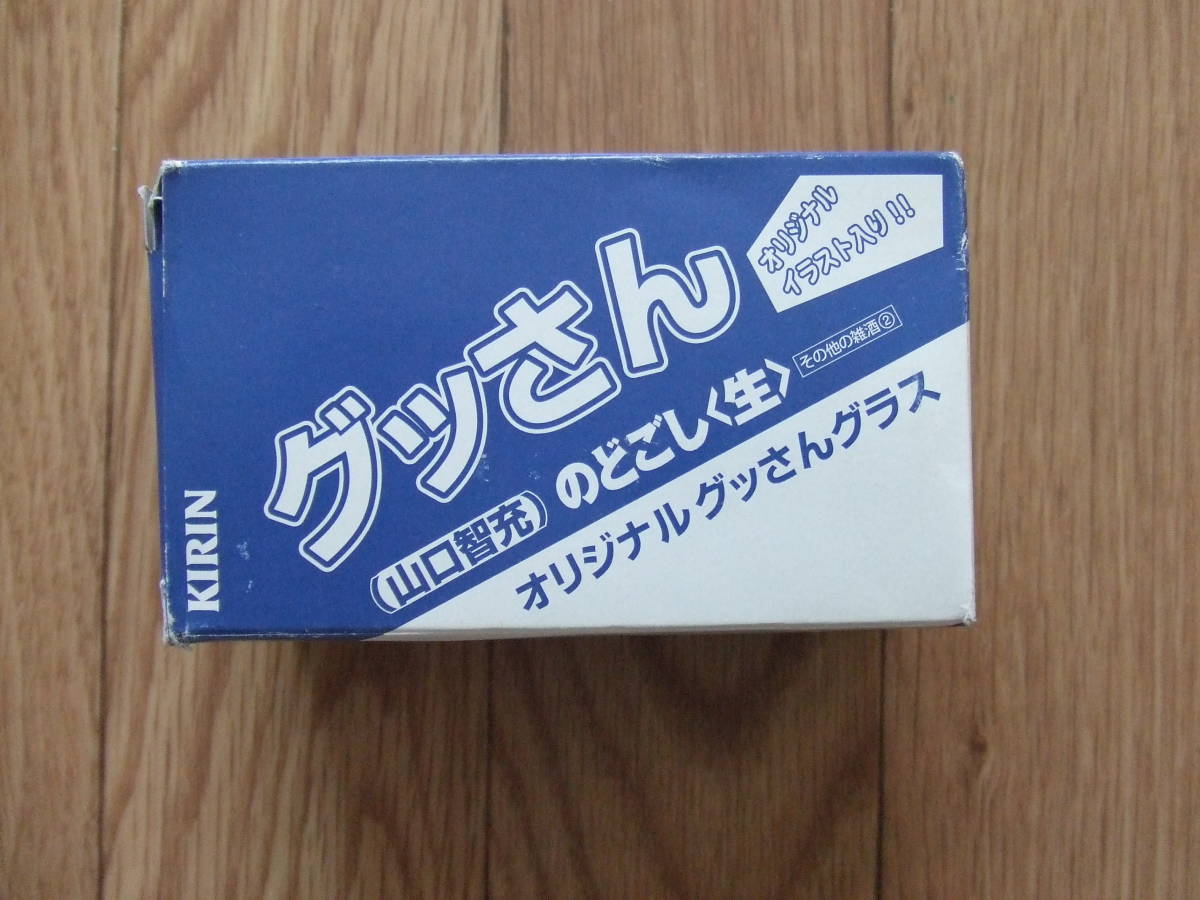 オリジナル
イラスト入り!!
グッさん
(山口智充)
のどごし〈生〉
その他の雑酒②
オリジナル グッさんグラス
KIRIN